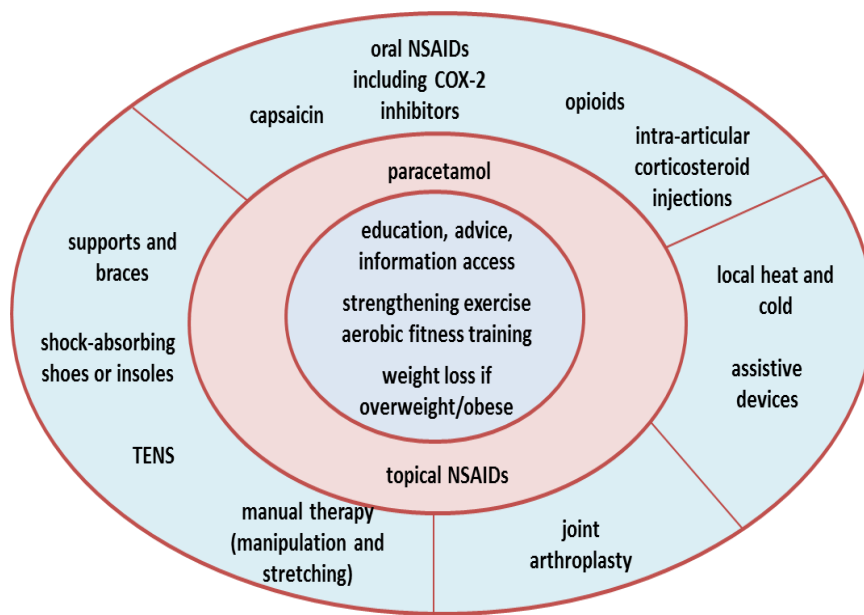 oral NSAIDs
including COX-2
inhibitors
capsaicin
opioids
intra-articular
corticosteroid
injections
paracetamol
education, advice,
information access
strengthening exercise
aerobic fitness training
weight loss if
overweight/obese
topical NSAIDs
supports and
braces
shock-absorbing
shoes or insoles
TENS
manual therapy
(manipulation and
stretching)
joint
arthroplasty
local heat and
cold
assistive
devices